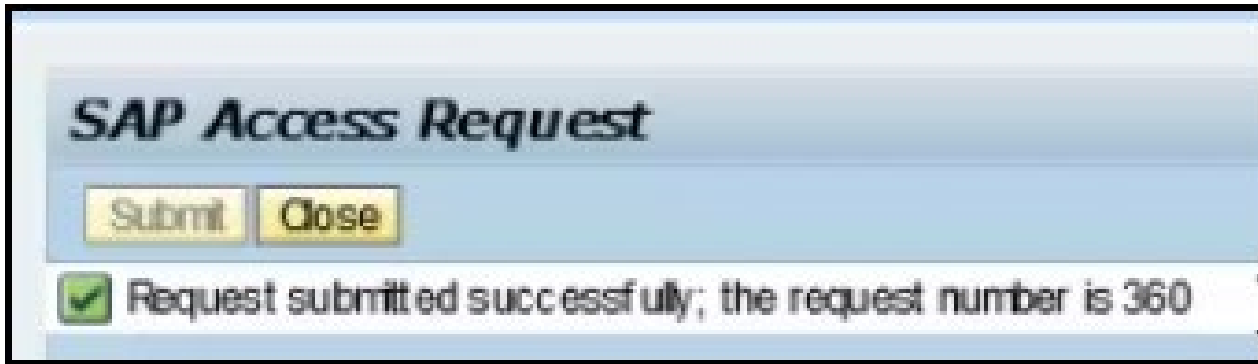 SAP Access Request
Submit Close
Request submitted successfully; the request number is 360